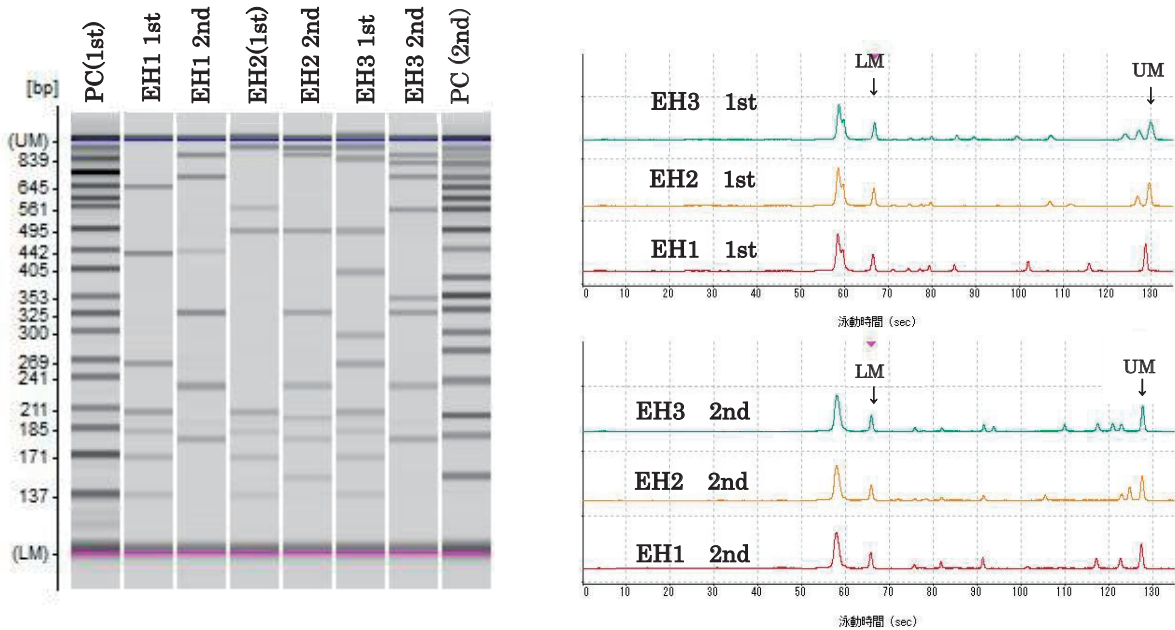 PC(1st)
EH1 1st
EH1 2nd
EH2(1st)
EH2 2nd
EH3 1st
EH3 2nd
PC (2nd)
[bp]
(UM)
839
645
561
495
442
405
353
325
300
269
241
211
185
171
137
(LM)
LM
UM
EH3 1st
EH2 1st
EH1 1st
0 10 20 30 40 50 60 70 80 90 100 110 120 130
泳動時間 (sec)
LM
UM
EH3 2nd
EH2 2nd
EH1 2nd
0 10 20 30 40 50 60 70 80 90 100 110 120 130
泳動時間 (sec)